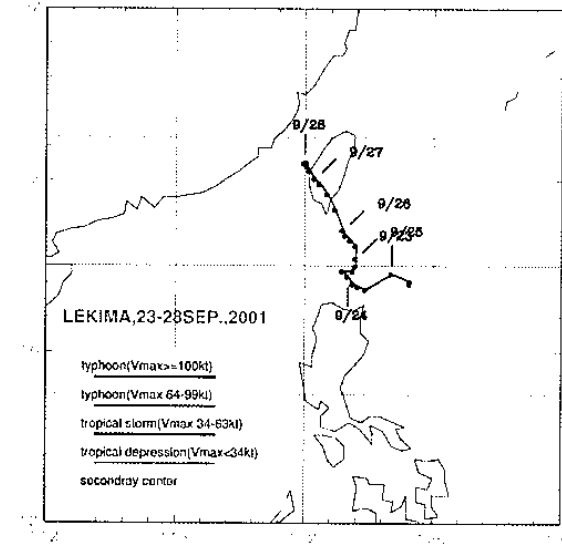 9/28
9/27
9/26
9/23
9/25
9/24
LEKIMA,23-28SEP.,2001
typhoon(Vmax>=100kt)
typhoon(Vmax 64-99kt)
tropical storm(Vmax 34-63kt)
tropical depression(Vmax<34kt)
secondray center